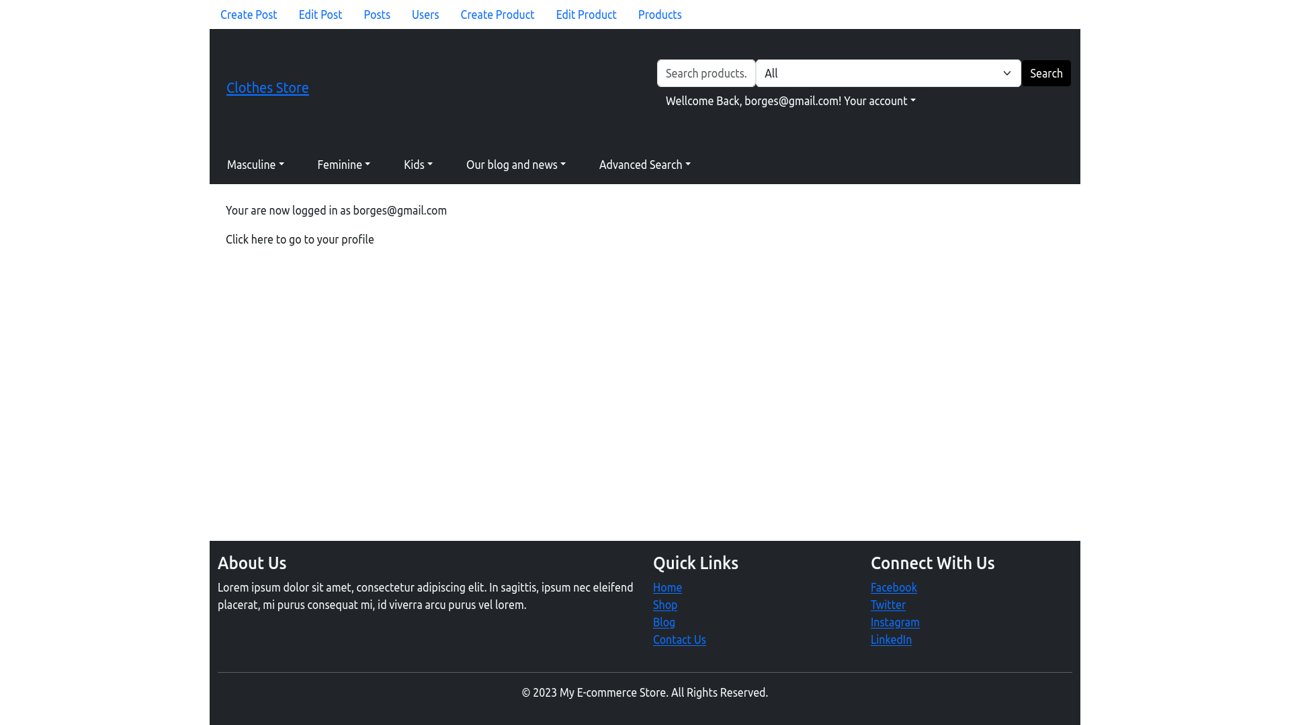 Create Post Edit Post Posts Users Create Product Edit Product Products
Clothes Store
Search products. All Search
Wellcome Back, borges@gmail.com! Your account
Masculine Feminine Kids Our blog and news Advanced Search
Your are now logged in as borges@gmail.com
Click here to go to your profile
About Us
Lorem ipsum dolor sit amet, consectetur adipiscing elit. In sagittis, ipsum nec eleifend
placerat, mi purus consequat mi, id viverra arcu purus vel lorem.
Quick Links
Home
Shop
Blog
Contact Us
Connect With Us
Facebook
Twitter
Instagram
LinkedIn
© 2023 My E-commerce Store. All Rights Reserved.